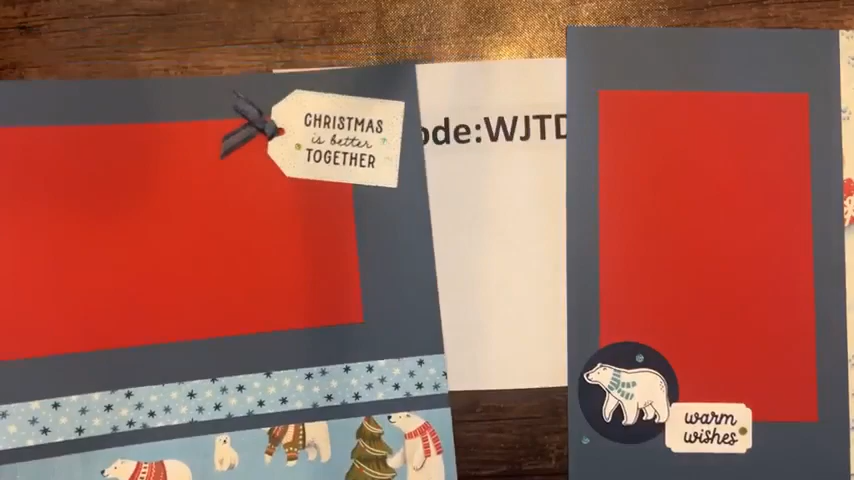 CHRISTMAS
is better
TOGETHER
ode:WJTD
warm
wishes